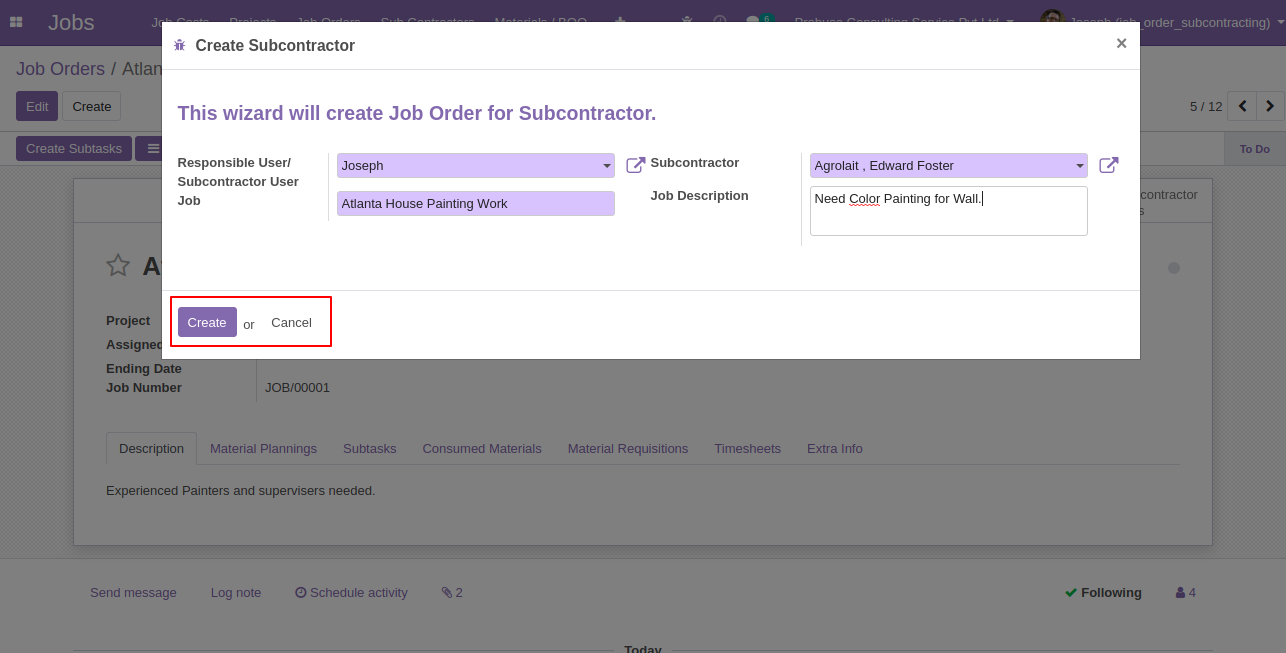 Jobs Job Costs Projects Job Orders Sub Contractors Materials / BOQ 6 Probuse Consulting Service Pvt Ltd Joseph (job_order_subcontracting)
Create Subcontractor ×
Job Orders / Atlan
This wizard will create Job Order for Subcontractor.
Edit Create 5 / 12
Create Subtasks To Do
Responsible User/
Subcontractor User
Joseph
Subcontractor
Agrolait , Edward Foster
Job
Atlanta House Painting Work
Job Description
Need Color Painting for Wall.
contractor
s
Create or Cancel
Project
Assigned
Ending Date
Job Number JOB/00001
Description Material Plannings Subtasks Consumed Materials Material Requisitions Timesheets Extra Info
Experienced Painters and supervisers needed.
Send message Log note Schedule activity 2 Following 4
Today